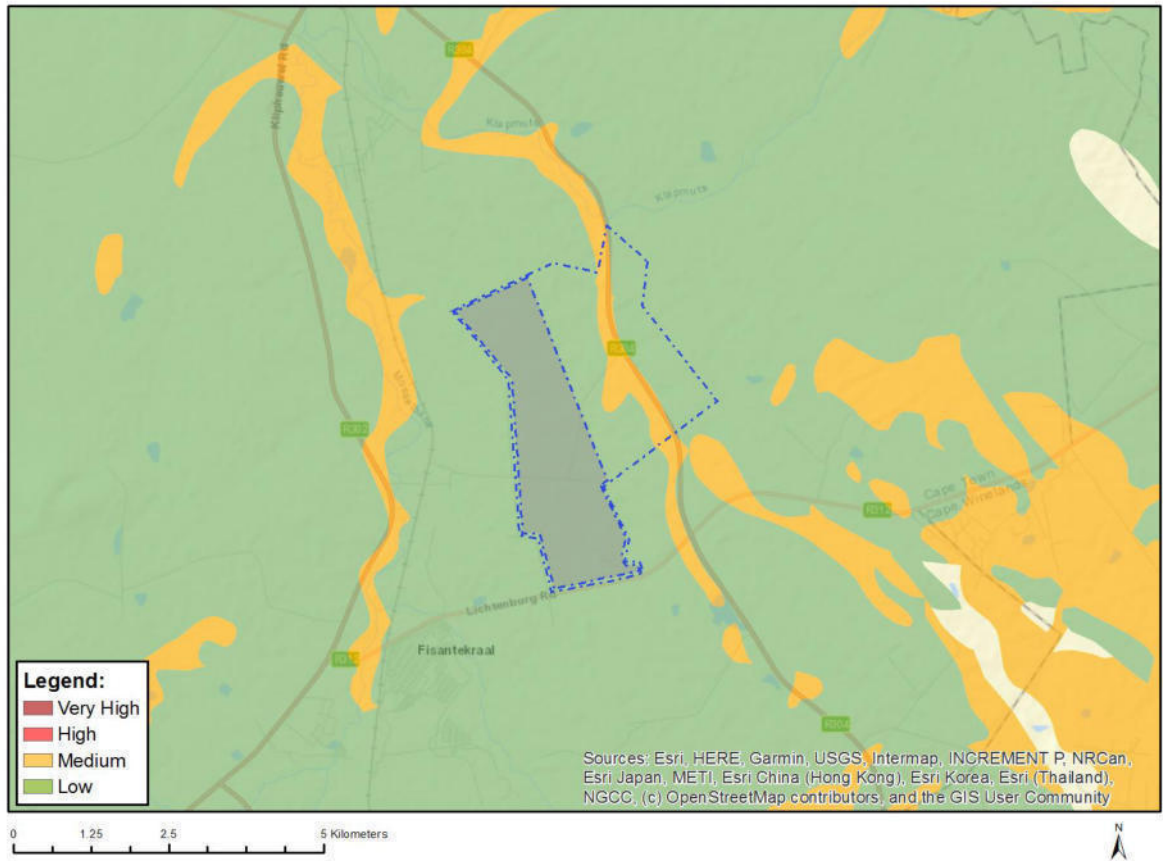 R304
Klipheuwel Rd
Klapmuts
Klapmuts
R304
R302
Cape Town
Cape Winelands
R312
Lichtenburg Rd
Fisantekraal
R312
R304
Legend:
Very High
High
Medium
Low
Sources: Esri, HERE, Garmin, USGS, Intermap, INCREMENT P, NRCan,
Esri Japan, METI, Esri China (Hong Kong), Esri Korea, Esri (Thailand),
NGCC, (c) OpenStreetMap contributors, and the GIS User Community
0 1.25 2.5 5 Kilometers
N